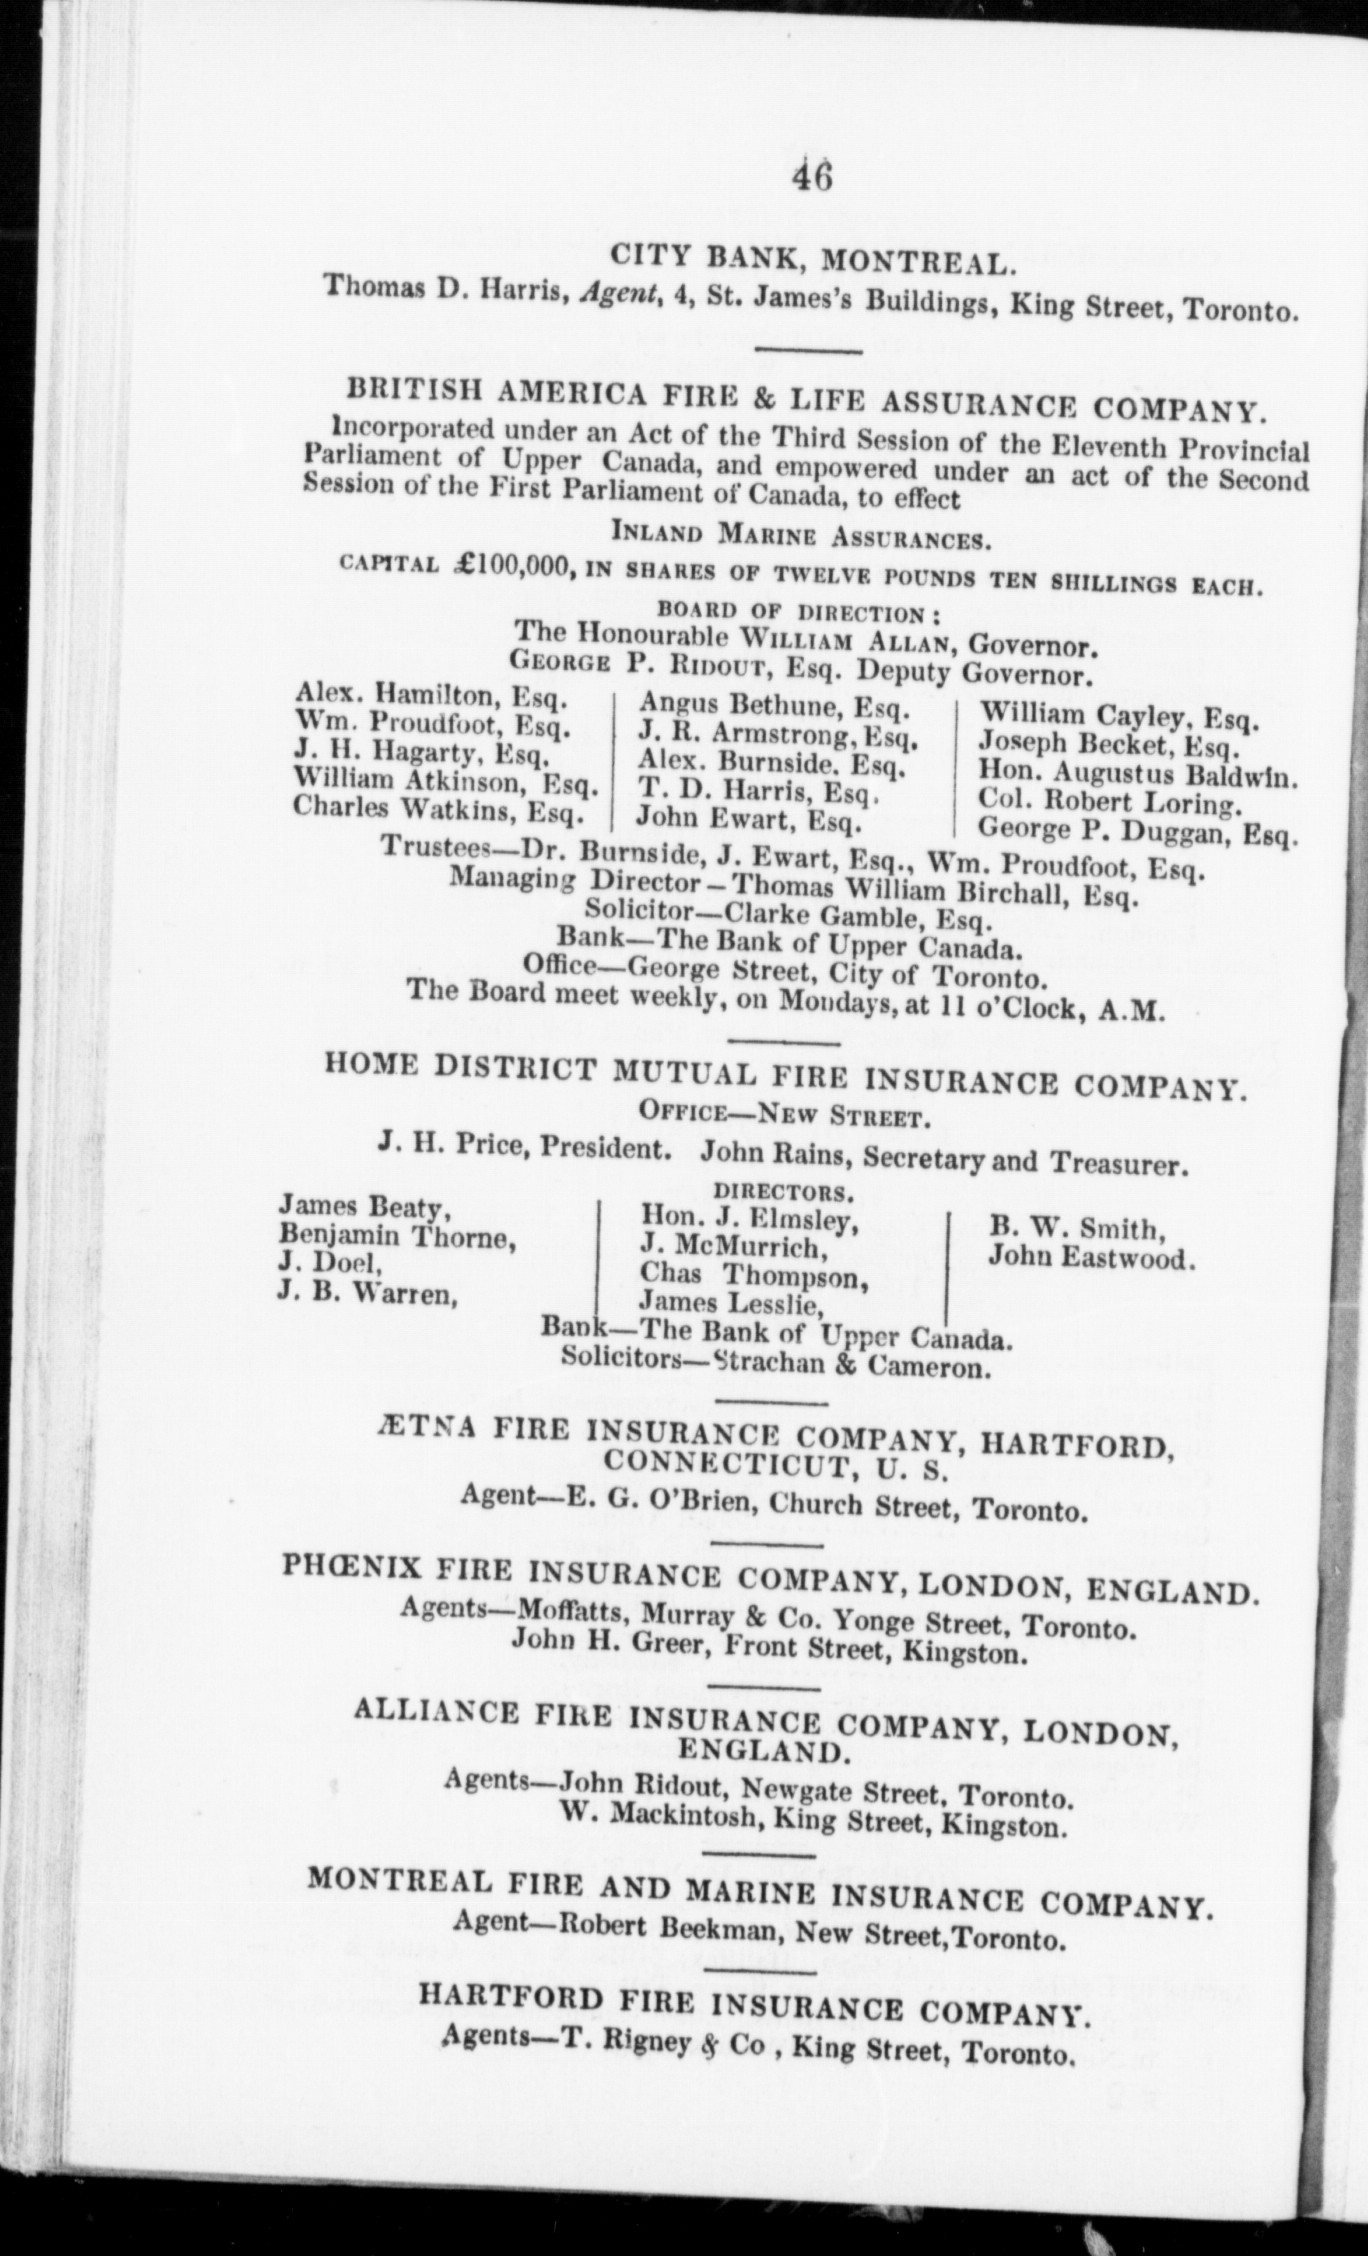 46
CITY BANK, MONTREAL.
Thomas D. Harris, Agent, 4, St. James's Buildings, King Street, Toronto.
BRITISH AMERICA FIRE & LIFE ASSURANCE COMPANY.
Incorporated under an Act of the Third Session of the Eleventh Provincial
Parliament of Upper Canada, and empowered under an act of the Second
Session of the First Parliament of Canada, to effect
INLAND MARINE ASSURANCES.
CAPITAL £100,000, IN SHARES OF TWELVE POUNDS TEN SHILLINGS EACH.
BOARD OF DIRECTION:
The Honourable WILLIAM ALLAN, Governor.
GEORGE P. RIDOUT, Esq. Deputy Governor.
Alex. Hamilton, Esq.
Wm. Proudfoot, Esq.
J. H. Hagarty, Esq.
William Atkinson, Esq.
Charles Watkins, Esq.
Angus Bethune, Esq.
J. R. Armstrong, Esq.
Alex. Burnside. Esq.
T. D. Harris, Esq.
John Ewart, Esq.
William Cayley, Esq.
Joseph Becket, Esq.
Hon. Augustus Baldwin.
Col. Robert Loring.
George P. Duggan, Esq.
Trustees—Dr. Burnside, J. Ewart, Esq., Wm. Proudfoot, Esq.
Managing Director—Thomas William Birchall, Esq.
Solicitor—Clarke Gamble, Esq.
Bank—The Bank of Upper Canada.
Office—George Street, City of Toronto.
The Board meet weekly, on Mondays, at 11 o'Clock, A.M.
HOME DISTRICT MUTUAL FIRE INSURANCE COMPANY.
OFFICE—NEW STREET.
J. H. Price, President. John Rains, Secretary and Treasurer.
DIRECTORS.
James Beaty,
Benjamin Thorne,
J. Doel,
J. B. Warren,
Hon. J. Elmsley,
J. McMurrich,
Chas Thompson,
James Lesslie,
B. W. Smith,
John Eastwood.
Bank—The Bank of Upper Canada.
Solicitors—Strachan & Cameron.
ÆTNA FIRE INSURANCE COMPANY, HARTFORD,
CONNECTICUT, U. S.
Agent—E. G. O'Brien, Church Street, Toronto.
PHŒNIX FIRE INSURANCE COMPANY, LONDON, ENGLAND.
Agents—Moffatts, Murray & Co. Yonge Street, Toronto.
John H. Greer, Front Street, Kingston.
ALLIANCE FIRE INSURANCE COMPANY, LONDON,
ENGLAND.
Agents—John Ridout, Newgate Street, Toronto.
W. Mackintosh, King Street, Kingston.
MONTREAL FIRE AND MARINE INSURANCE COMPANY.
Agent—Robert Beekman, New Street, Toronto.
HARTFORD FIRE INSURANCE COMPANY.
Agents—T. Rigney & Co , King Street, Toronto.